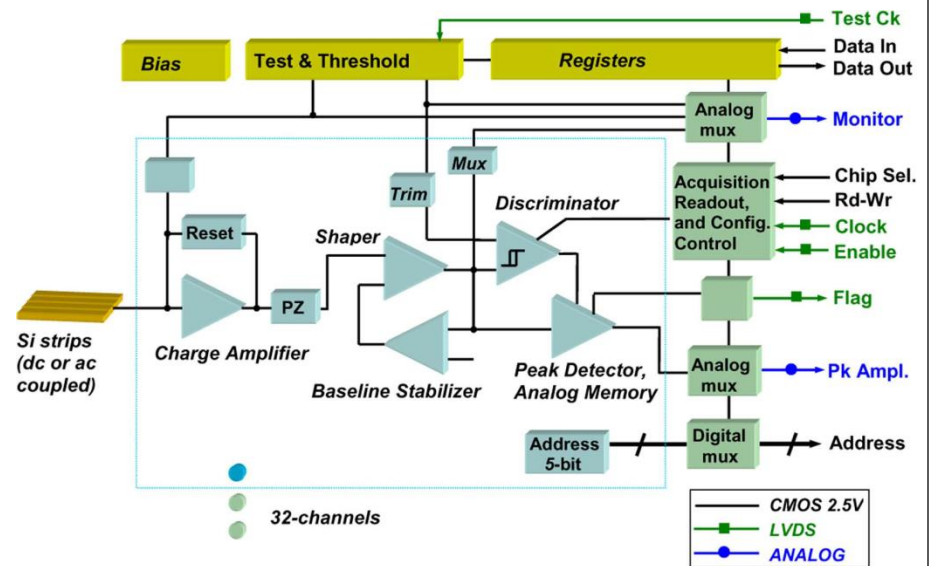 Test Ck
Bias
Test & Threshold
Registers
Data In
Data Out
Analog
mux
Monitor
Mux
Trim
Acquisition
Readout,
and Config.
Control
Chip Sel.
Rd-Wr
Clock
Enable
Discriminator
Reset
Shaper
PZ
Flag
Si strips
(dc or ac
coupled)
Charge Amplifier
Baseline Stabilizer
Peak Detector,
Analog Memory
Analog
mux
Pk Ampl.
Address
5-bit
Digital
mux
Address
32-channels
CMOS 2.5V
LVDS
ANALOG